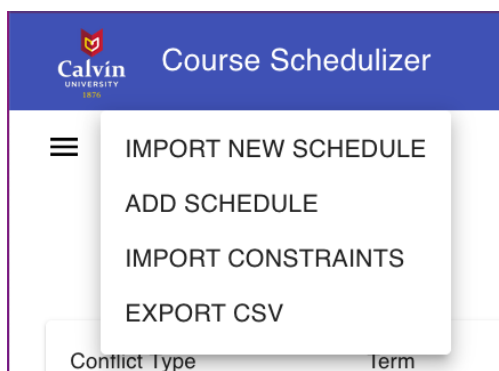 Calvin
UNIVERSITY
1876
Course Schedulizer
IMPORT NEW SCHEDULE
ADD SCHEDULE
IMPORT CONSTRAINTS
EXPORT CSV
Conflict Type Term